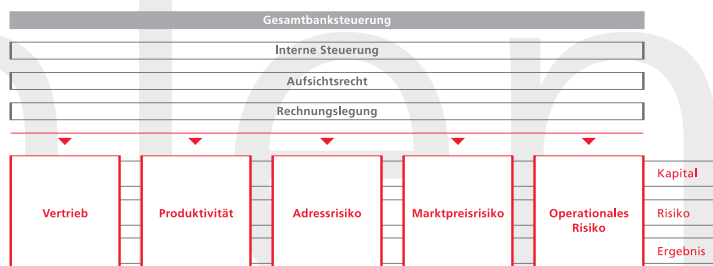 Gesamtbanksteuerung
Interne Steuerung
Aufsichtsrecht
Rechnungslegung
Vertrieb
Produktivität
Adressrisiko
Marktpreisrisiko
Operationales
Risiko
Kapital
Risiko
Ergebnis